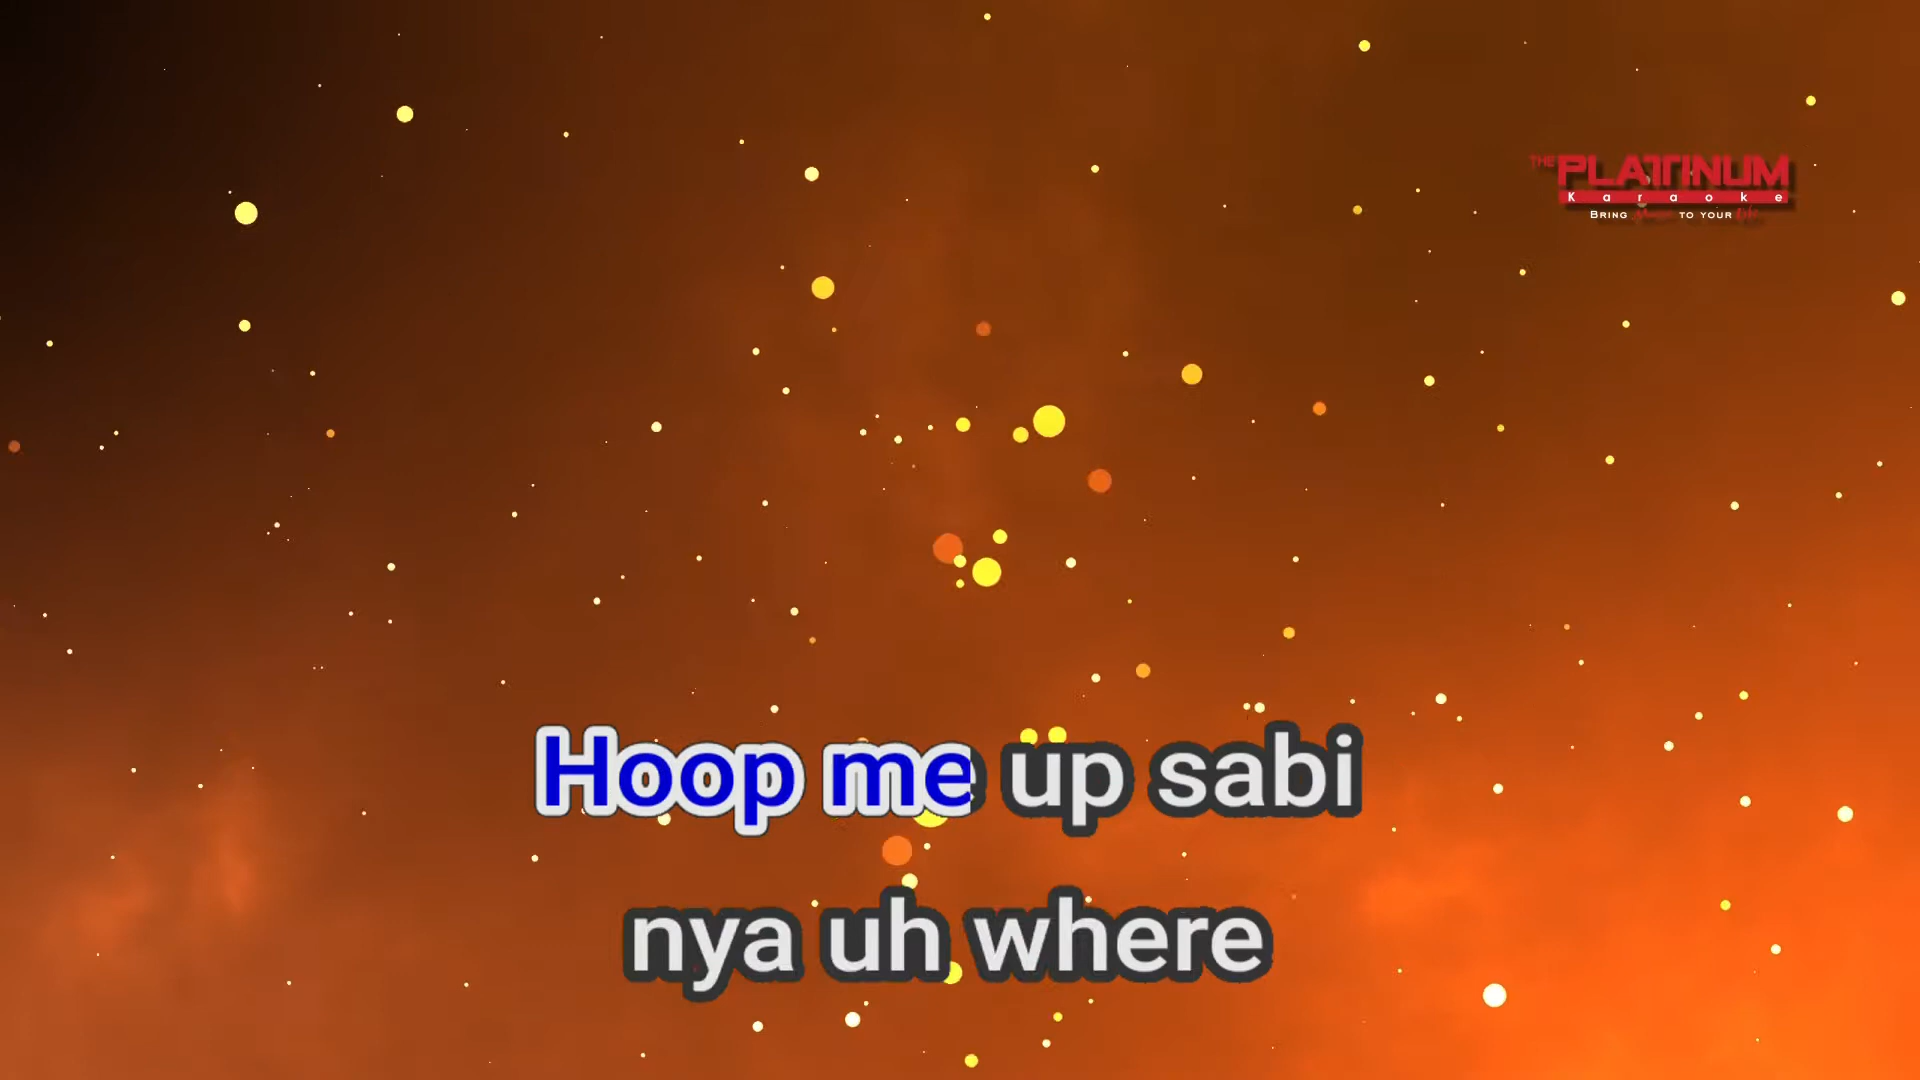 THE PLATINUM
Karaoke
BRING Music TO YOUR Life
Hoop me up sabi
nya uh where